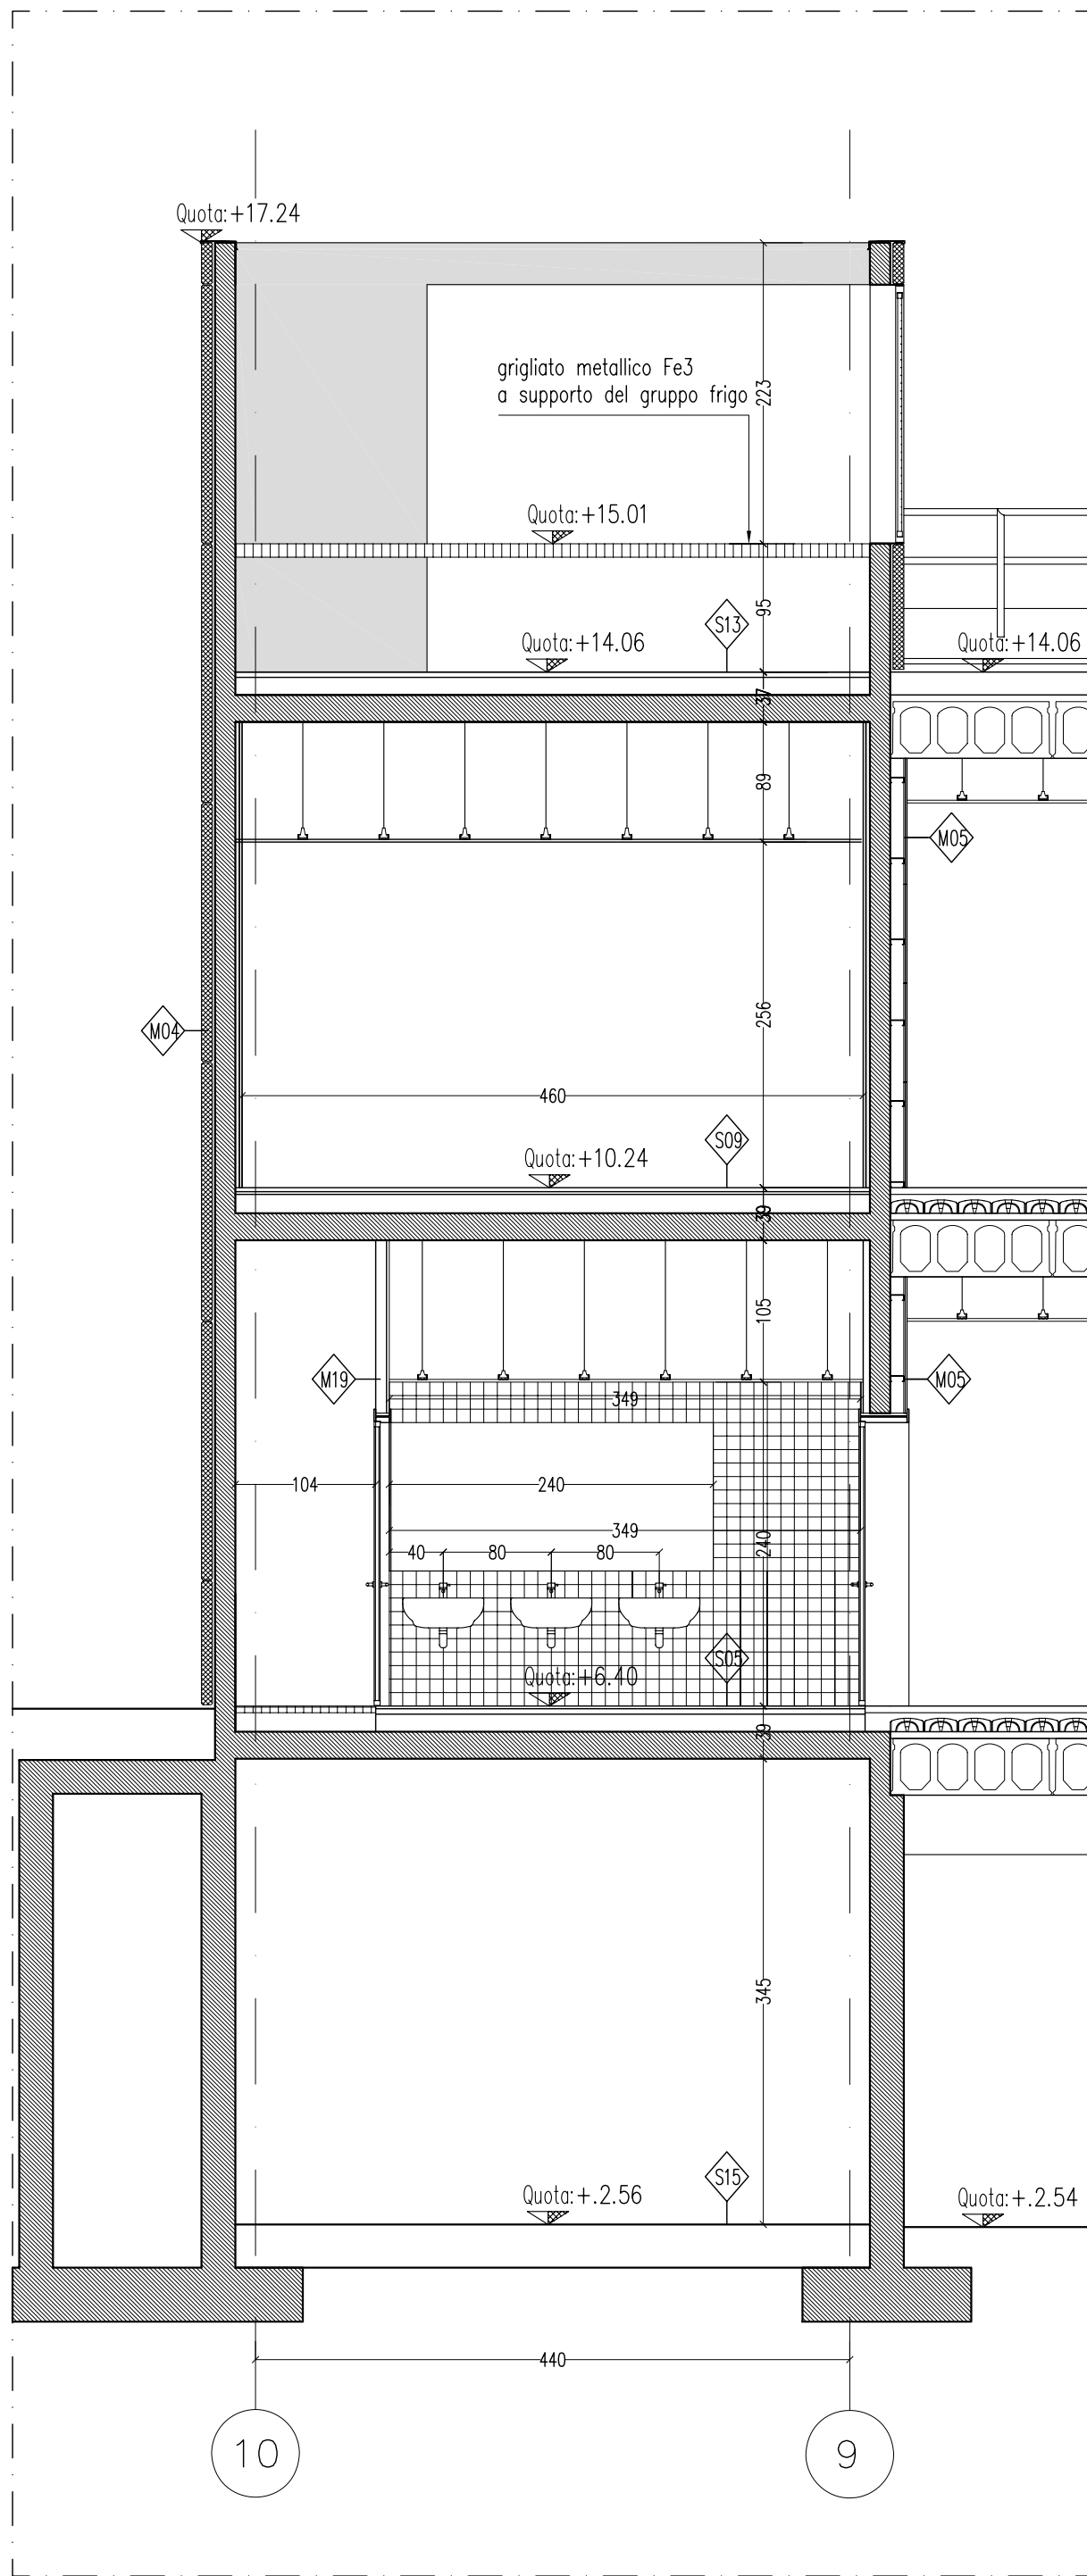 Quota:+17.24
grigliato metallico Fe3
a supporto del gruppo frigo
223
Quota:+15.01
95
S13
Quota:+14.06
Quota:+14.06
37
89
M05
256
M04
460
S09
Quota:+10.24
39
105
M19
M05
349
104
240
349
240
40
80
80
S05
Quota:+6.40
39
345
S15
Quota:+.2.56
Quota:+.2.54
440
10
9